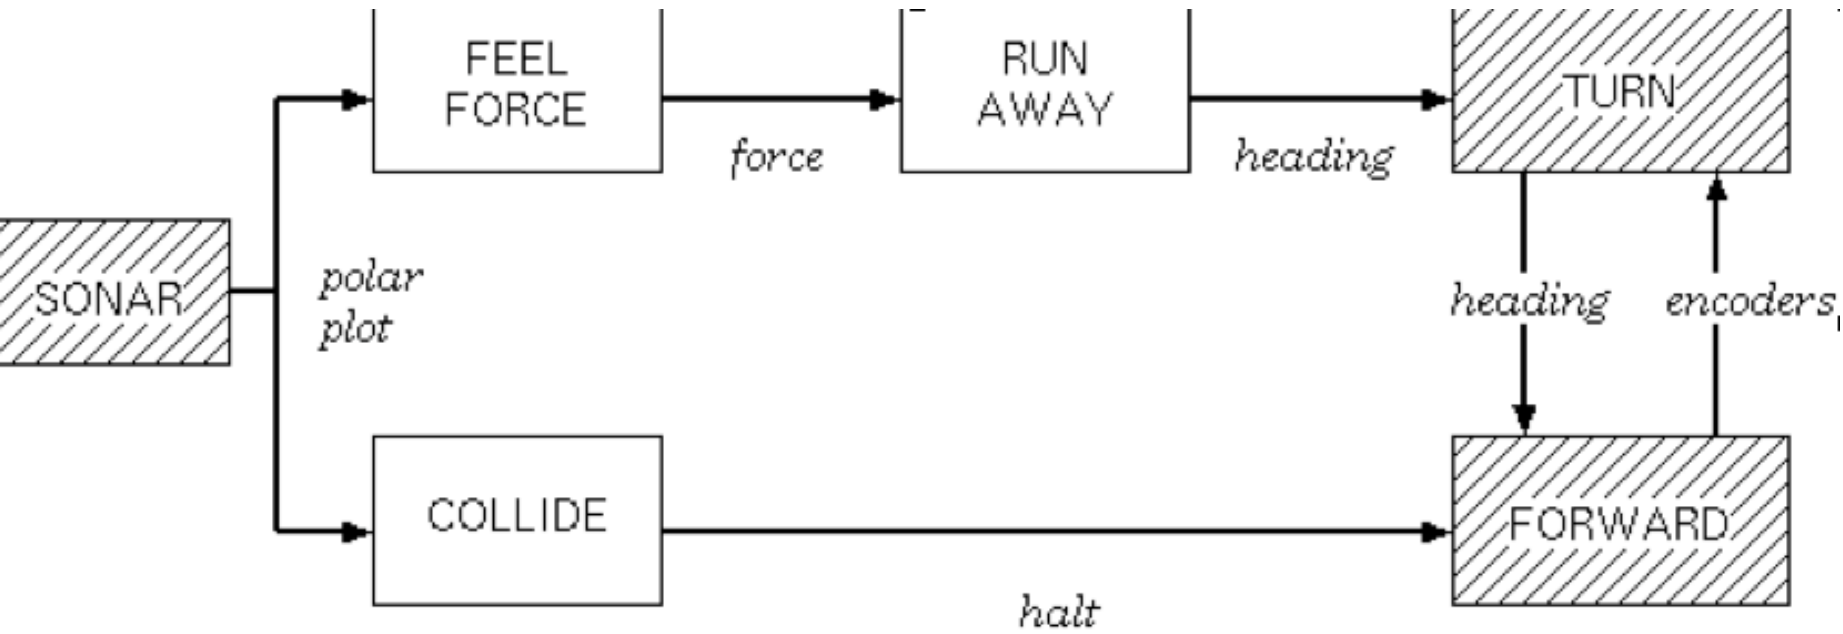 FEEL
FORCE
RUN
AWAY
TURN
force
heading
SONAR
polar
plot
heading
encoders
COLLIDE
FORWARD
halt